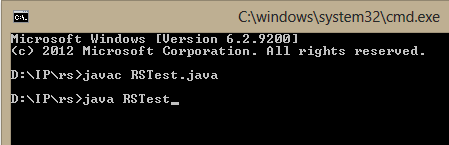 C:\windows\system32\cmd.exe
Microsoft Windows [Version 6.2.9200]
(c) 2012 Microsoft Corporation. All rights reserved.
D:\IP\rs>javac RSTest.java
D:\IP\rs>java RSTest_